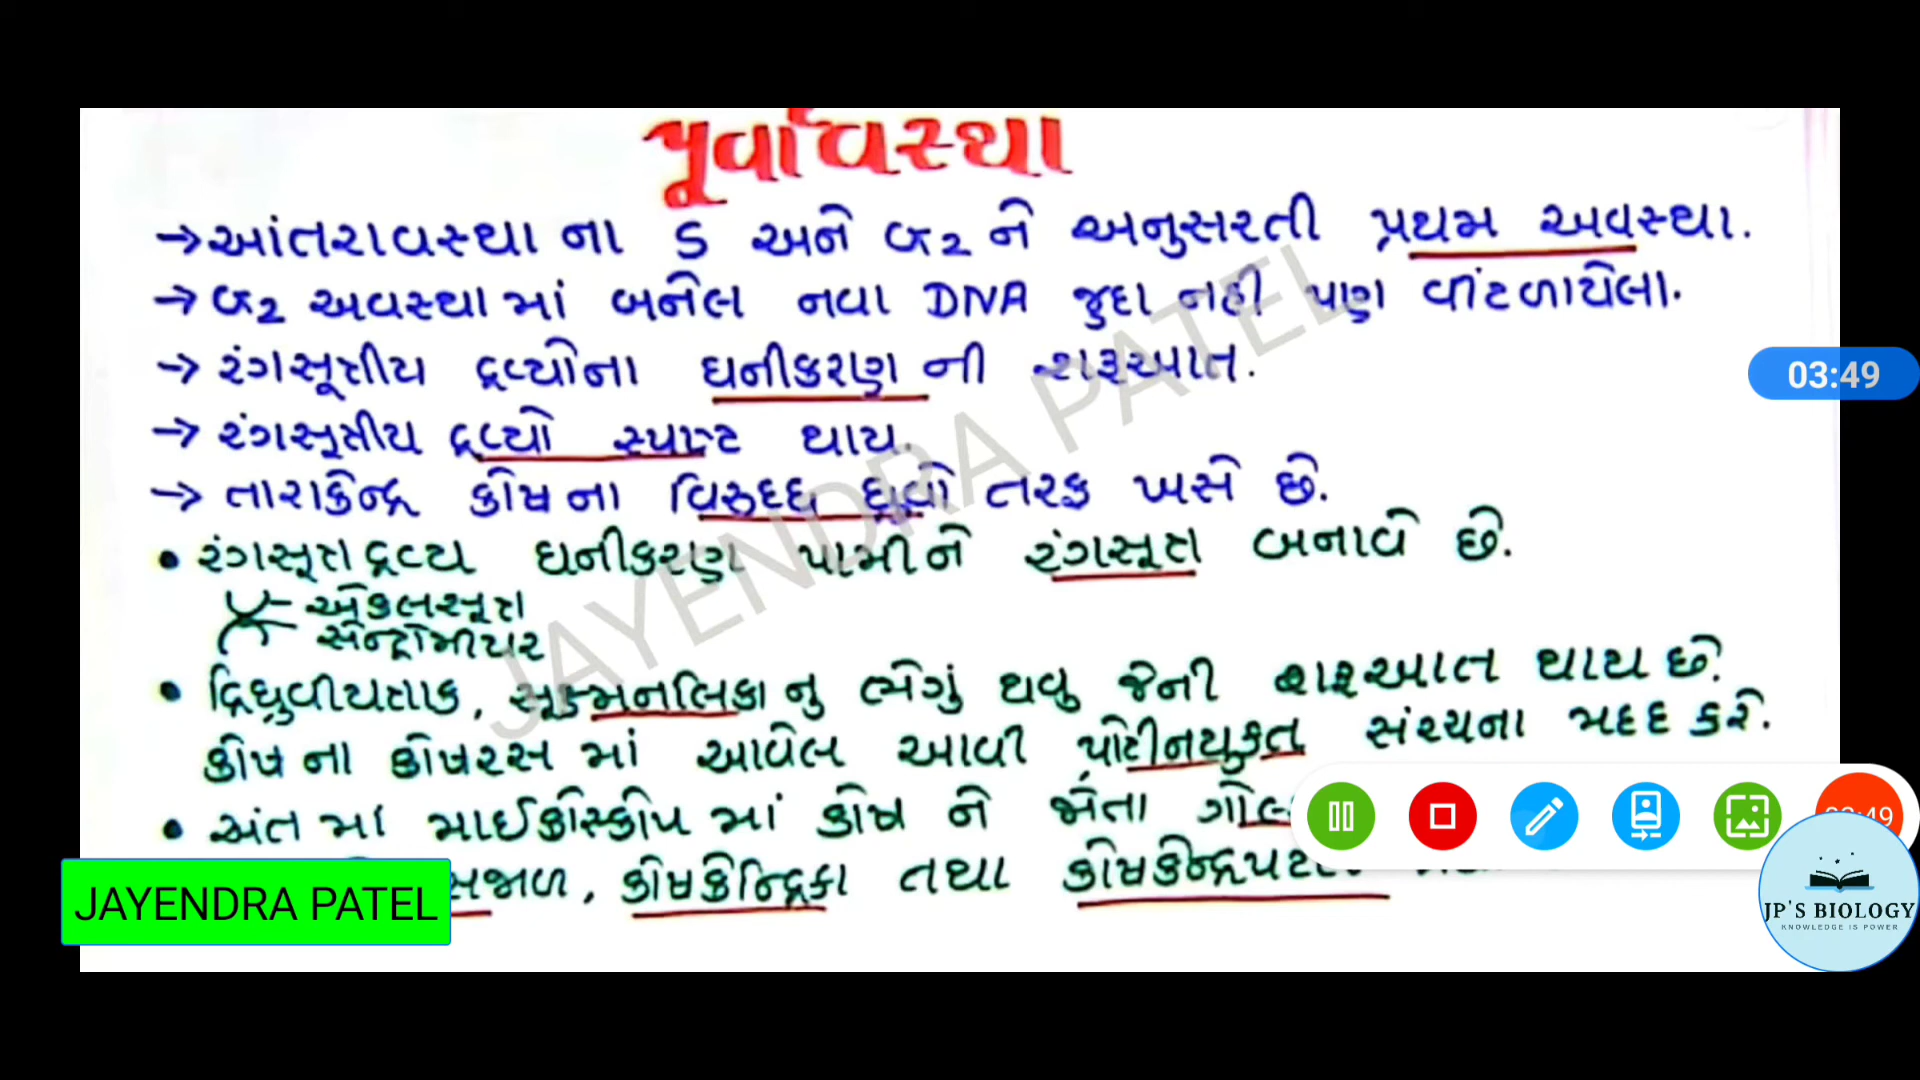 પૂર્વાવસ્થા
→ આંતરાવસ્થા ના S અને G2 ને અનુસરતી પ્રથમ અવસ્થા.
→ G2 અવસ્થા માં બનેલ નવા DNA જુદા નહી પણ વીંટળાયેલા.
→ રંગસૂત્રીય દ્રવ્યોના ઘનીકરણ ની શરૂઆત.
→ રંગસૂત્રીય દ્રવ્યો સ્પષ્ટ થાય.
→ તારાકેન્દ્ર કોષના વિરુદ્ધ ધ્રુવો તરફ ખસે છે.
• રંગસૂત્રદ્રવ્ય ઘનીકરણ પામીને રંગસૂત્ર બનાવે છે.
એકલસૂત્ર
સેન્ટ્રોમીયર
• દ્વિધ્રુવીયત્રાક, સૂક્ષ્મનલિકા નુ ભેગું થવુ જેની શરૂઆત થાય છે.
કોષ ના કોષરસ માં આવેલ આવી પ્રોટીનયુક્ત સંરચના મદદ કરે.
• અંત માં માઈક્રોસ્કોપ માં કોષ ને જોતા
કોષકેન્દ્રિકા તથા
JAYENDRA PATEL
JAYENDRA PATEL
03:49
JP'S BIOLOGY
KNOWLEDGE IS POWER